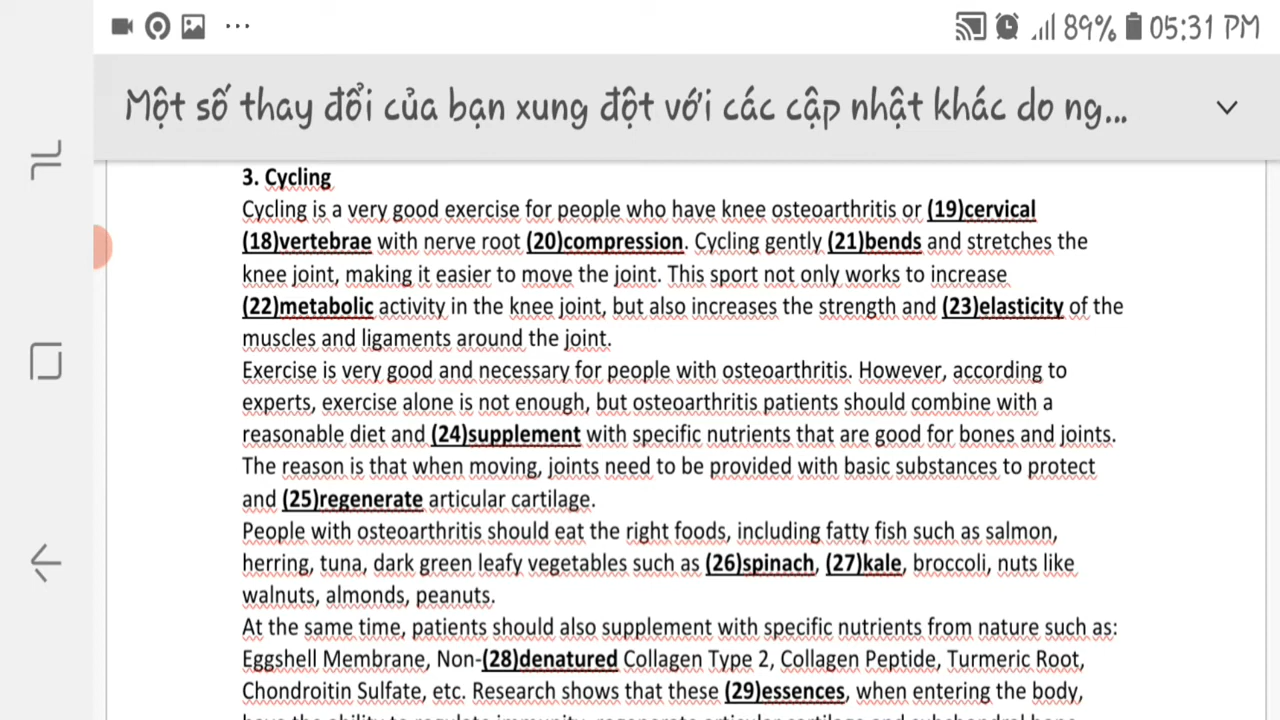 ... 89% 05:31 PM
Một số thay đổi của bạn xung đột với các cập nhật khác do ng...
3. Cycling
Cycling is a very good exercise for people who have knee osteoarthritis or (19)cervical
(18)vertebrae with nerve root (20)compression. Cycling gently (21)bends and stretches the
knee joint, making it easier to move the joint. This sport not only works to increase
(22)metabolic activity in the knee joint, but also increases the strength and (23)elasticity of the
muscles and ligaments around the joint.
Exercise is very good and necessary for people with osteoarthritis. However, according to
experts, exercise alone is not enough, but osteoarthritis patients should combine with a
reasonable diet and (24)supplement with specific nutrients that are good for bones and joints.
The reason is that when moving, joints need to be provided with basic substances to protect
and (25)regenerate articular cartilage.
People with osteoarthritis should eat the right foods, including fatty fish such as salmon,
herring, tuna, dark green leafy vegetables such as (26)spinach, (27)kale, broccoli, nuts like
walnuts, almonds, peanuts.
At the same time, patients should also supplement with specific nutrients from nature such as:
Eggshell Membrane, Non-(28)denatured Collagen Type 2, Collagen Peptide, Turmeric Root,
Chondroitin Sulfate, etc. Research shows that these (29)essences, when entering the body,